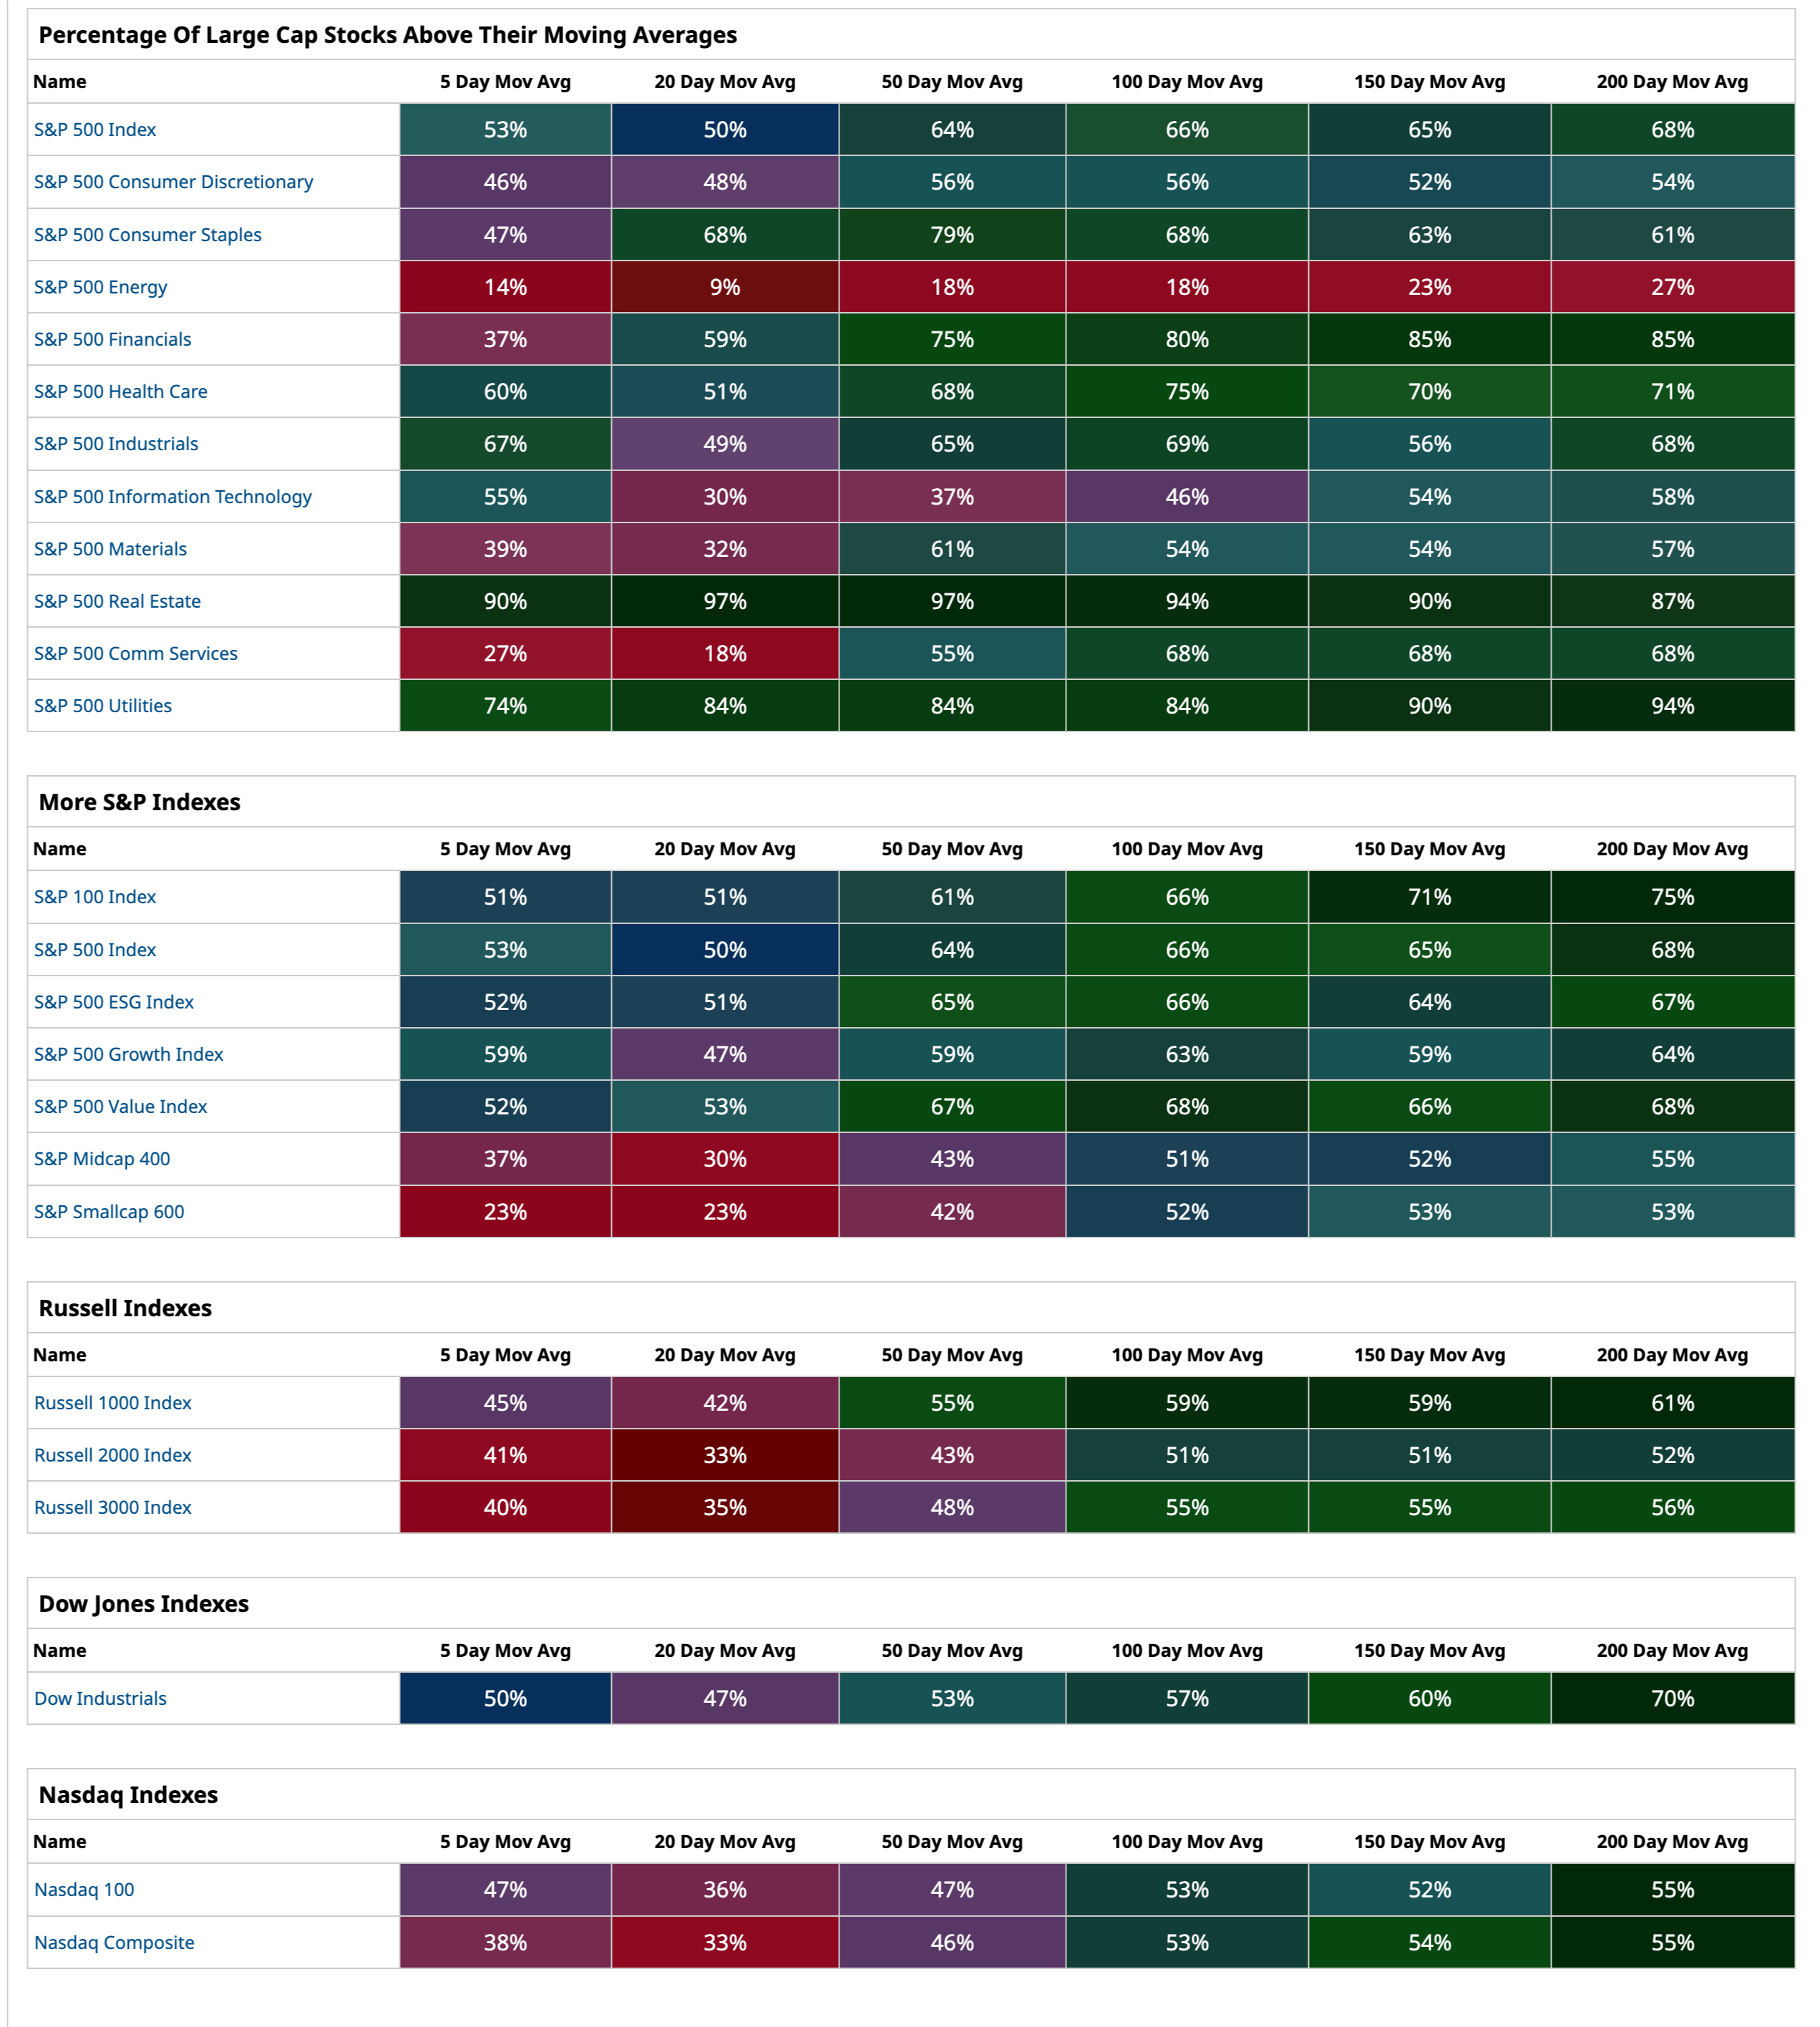 Percentage Of Large Cap Stocks Above Their Moving Averages
Name 5 Day Mov Avg 20 Day Mov Avg 50 Day Mov Avg 100 Day Mov Avg 150 Day Mov Avg 200 Day Mov Avg
S&P 500 Index 53% 50% 64% 66% 65% 68%
S&P 500 Consumer Discretionary 46% 48% 56% 56% 52% 54%
S&P 500 Consumer Staples 47% 68% 79% 68% 63% 61%
S&P 500 Energy 14% 9% 18% 18% 23% 27%
S&P 500 Financials 37% 59% 75% 80% 85% 85%
S&P 500 Health Care 60% 51% 68% 75% 70% 71%
S&P 500 Industrials 67% 49% 65% 69% 56% 68%
S&P 500 Information Technology 55% 30% 37% 46% 54% 58%
S&P 500 Materials 39% 32% 61% 54% 54% 57%
S&P 500 Real Estate 90% 97% 97% 94% 90% 87%
S&P 500 Comm Services 27% 18% 55% 68% 68% 68%
S&P 500 Utilities 74% 84% 84% 84% 90% 94%
More S&P Indexes
Name 5 Day Mov Avg 20 Day Mov Avg 50 Day Mov Avg 100 Day Mov Avg 150 Day Mov Avg 200 Day Mov Avg
S&P 100 Index 51% 51% 61% 66% 71% 75%
S&P 500 Index 53% 50% 64% 66% 65% 68%
S&P 500 ESG Index 52% 51% 65% 66% 64% 67%
S&P 500 Growth Index 59% 47% 59% 63% 59% 64%
S&P 500 Value Index 52% 53% 67% 68% 66% 68%
S&P Midcap 400 37% 30% 43% 51% 52% 55%
S&P Smallcap 600 23% 23% 42% 52% 53% 53%
Russell Indexes
Name 5 Day Mov Avg 20 Day Mov Avg 50 Day Mov Avg 100 Day Mov Avg 150 Day Mov Avg 200 Day Mov Avg
Russell 1000 Index 45% 42% 55% 59% 59% 61%
Russell 2000 Index 41% 33% 43% 51% 51% 52%
Russell 3000 Index 40% 35% 48% 55% 55% 56%
Dow Jones Indexes
Name 5 Day Mov Avg 20 Day Mov Avg 50 Day Mov Avg 100 Day Mov Avg 150 Day Mov Avg 200 Day Mov Avg
Dow Industrials 50% 47% 53% 57% 60% 70%
Nasdaq Indexes
Name 5 Day Mov Avg 20 Day Mov Avg 50 Day Mov Avg 100 Day Mov Avg 150 Day Mov Avg 200 Day Mov Avg
Nasdaq 100 47% 36% 47% 53% 52% 55%
Nasdaq Composite 38% 33% 46% 53% 54% 55%